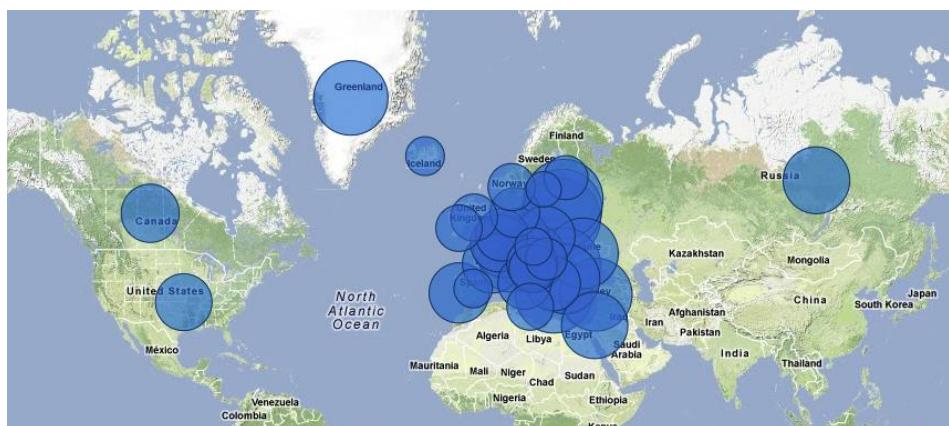 Greenland
Finland
Iceland
Sweden
Norway
Russia
Canada
United
Kingdom
Kazakhstan
Mongolia
United States
North
Atlantic
Ocean
Spain
China
Japan
South Korea
Afghanistan
Iran
Iraq
Pakistan
Algeria
Libya
Egypt
Saudi
Arabia
India
México
Mauritania
Mali
Niger
Chad
Sudan
Thailand
Nigeria
Ethiopia
Venezuela
Colombia